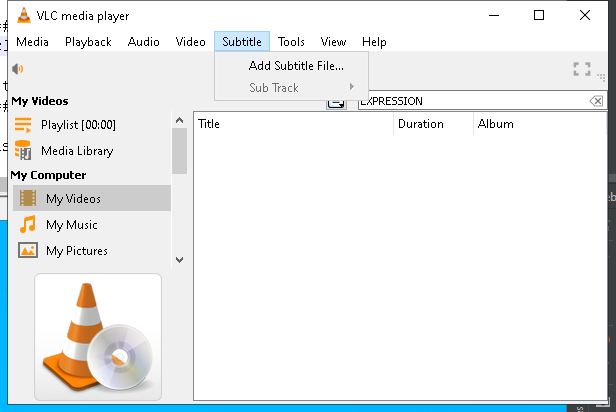 VLC media player
Media Playback Audio Video Subtitle Tools View Help
Add Subtitle File...
Sub Track
EXPRESSION
My Videos
Title Duration Album
Playlist [00:00]
Media Library
My Computer
My Videos
My Music
My Pictures